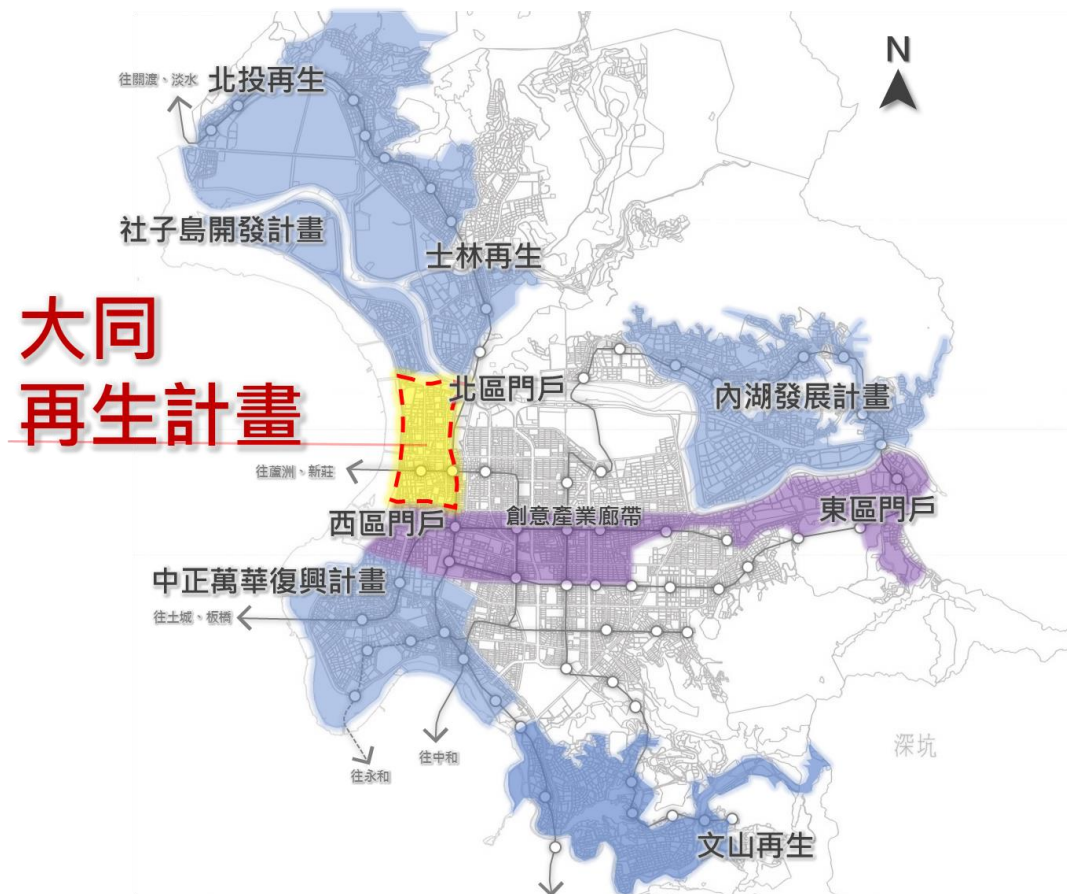 N
往關渡、淡水
北投再生
社子島開發計畫
士林再生
大同
再生計畫
北區門戶
內湖發展計畫
往蘆洲、新莊
西區門戶
創意產業廊帶
東區門戶
中正萬華復興計畫
往土城、板橋
深坑
往中和
往永和
文山再生